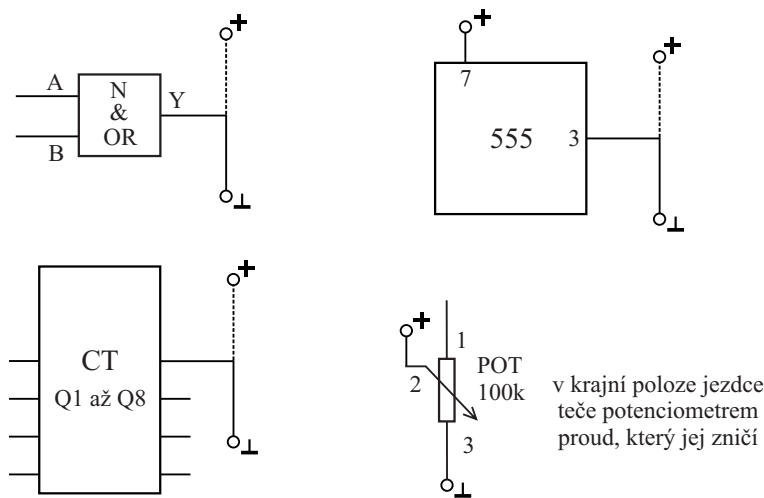 +
A
N
&
OR
Y
B
⊥
+
7
555
3
+
⊥
CT
Q1 až Q8
+
⊥
+
1
2
POT
100k
3
⊥
v krajní poloze jezdce
teče potenciometrem
proud, který jej zničí